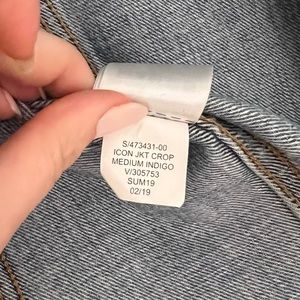 S/473431-00
ICON JKT CROP
MEDIUM INDIGO
V/305753
SUM19
02/19